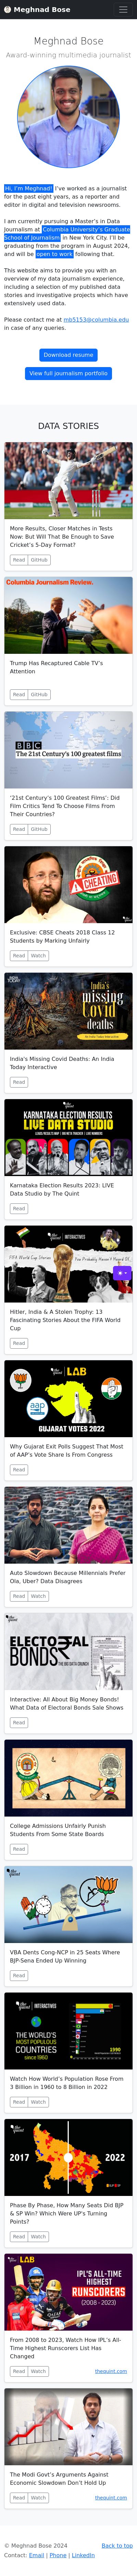 Meghnad Bose
Meghnad Bose
Award-winning multimedia journalist
Hi, I'm Meghnad! I've worked as a journalist
for the past eight years, as a reporter and
editor in digital and television newsrooms.
I am currently pursuing a Master's in Data
Journalism at Columbia University's Graduate
School of Journalism in New York City. I'll be
graduating from the program in August 2024,
and will be open to work following that.
This website aims to provide you with an
overview of my data journalism experience,
including a selection of my published data
stories and interactive projects which have
extensively used data.
Please contact me at mb5153@columbia.edu
in case of any queries.
Download resume
View full journalism portfolio
DATA STORIES
More Results, Closer Matches in Tests
Now: But Will That Be Enough to Save
Cricket's 5-Day Format?
Read GitHub
Columbia Journalism Review.
Trump Has Recaptured Cable TV's
Attention
Read GitHub
BBC
The 21st Century's 100 greatest films
'21st Century's 100 Greatest Films': Did
Film Critics Tend To Choose Films From
Their Countries?
Read GitHub
CHEATING
Exclusive: CBSE Cheats 2018 Class 12
Students by Marking Unfairly
Read Watch
India's
missing
Covid
deaths
India's Missing Covid Deaths: An India
Today Interactive
Read
KARNATAKA ELECTION RESULTS
LIVE DATA STUDIO
Karnataka Election Results 2023: LIVE
Data Studio by The Quint
Read
INTERACTIVE
FIFA World Cup Stories
Hitler, India & A Stolen Trophy: 13
Fascinating Stories About the FIFA World
Cup
Read
LAB
GUJARAT VOTES 2022
Why Gujarat Exit Polls Suggest That Most
of AAP's Vote Share Is From Congress
Read
Auto Slowdown Because Millennials Prefer
Ola, Uber? Data Disagrees
Read Watch
the quint
ELECTORAL
BONDS
Interactive: All About Big Money Bonds!
What Data of Electoral Bonds Sale Shows
Read
College Admissions Unfairly Punish
Students From Some State Boards
Read
VBA Dents Cong-NCP in 25 Seats Where
BJP-Sena Ended Up Winning
Read
INTERACTIVES
THE WORLD'S
MOST POPULOUS
COUNTRIES
1990
Watch How World's Population Rose From
3 Billion in 1960 to 8 Billion in 2022
Read Watch
2017 2022
Phase By Phase, How Many Seats Did BJP
& SP Win? Which Were UP's Turning
Points?
Read Watch
LAB
IPL'S ALL-TIME
HIGHEST
RUNSCORERS
(2008 - 2023)
From 2008 to 2023, Watch How IPL's All-
Time Highest Runscorers List Has
Changed
Read Watch thequint.com
The Modi Govt's Arguments Against
Economic Slowdown Don't Hold Up
Read Watch thequint.com
© Meghnad Bose 2024 Back to top
Contact: Email | Phone | LinkedIn